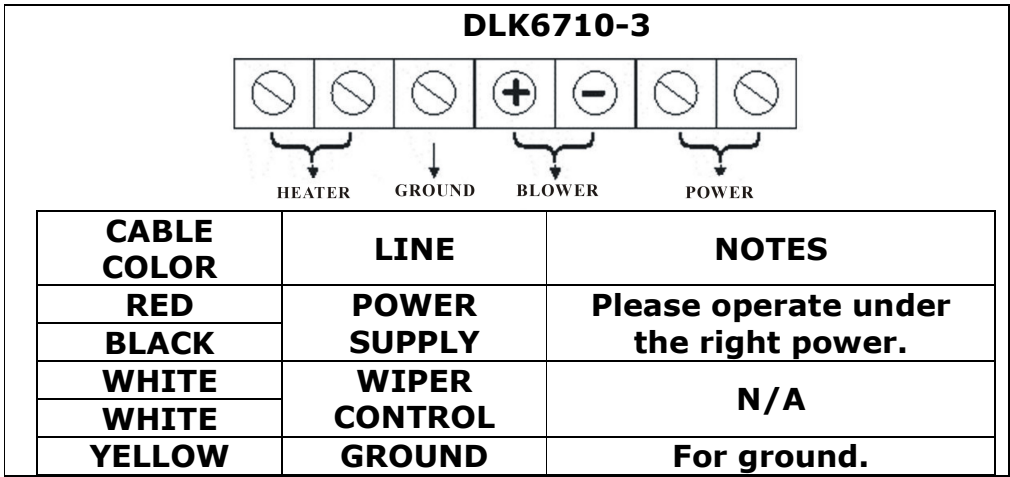 DLK6710-3
+ -
HEATER GROUND BLOWER POWER
CABLE COLOR LINE NOTES
RED POWER SUPPLY Please operate under the right power.
BLACK
WHITE WIPER CONTROL N/A
WHITE
YELLOW GROUND For ground.